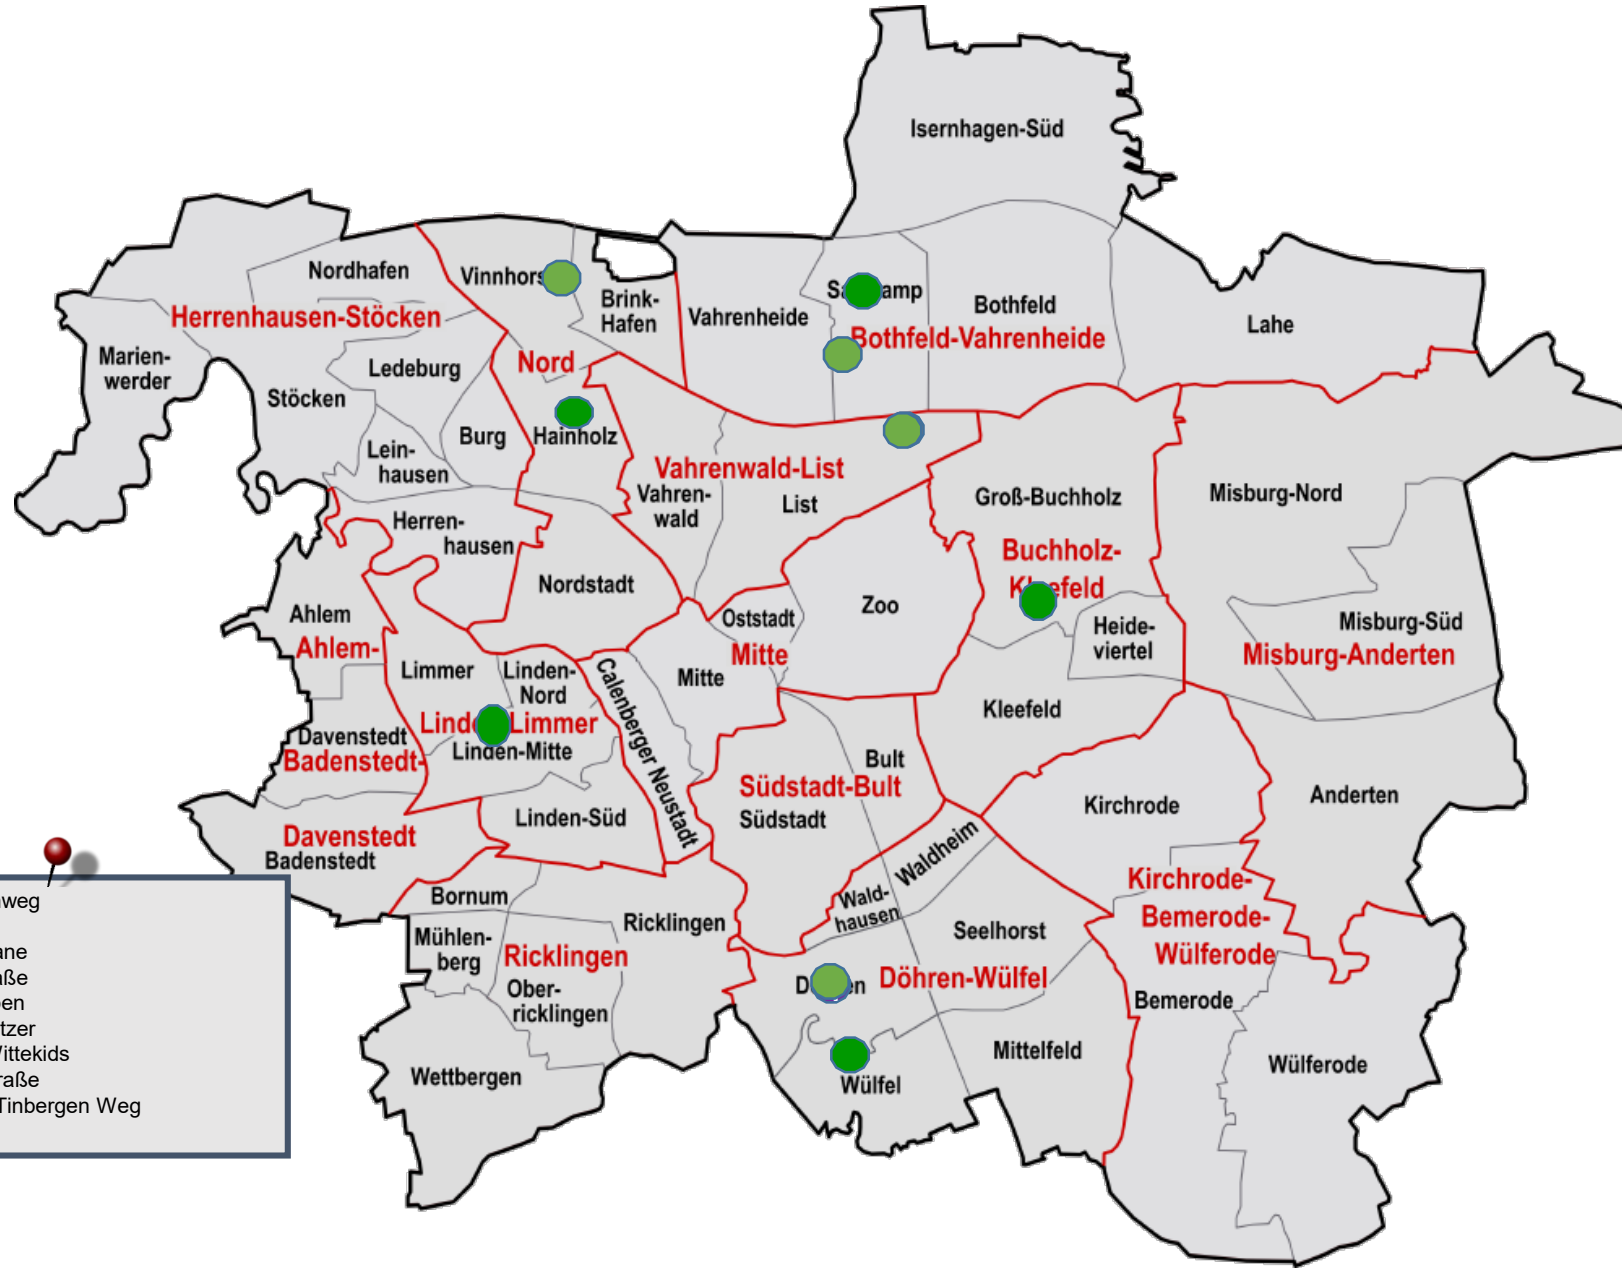 Isernhagen-Süd
Nordhafen
Vinnhors
Brink-
Hafen
Vahrenheide
Bothfeld
Lahe
Herrenhausen-Stöcken
Bothfeld-Vahrenheide
Marien-
werder
Ledeburg
Nord
Stöcken
Burg
Hainholz
Lein-
hausen
Vahrenwald-List
Vahren-
wald
List
Groß-Buchholz
Misburg-Nord
Herren-
hausen
Buchholz-
Nordstadt
Zoo
Ahlem
Oststadt
Heide-
viertel
Misburg-Süd
Ahlem-
Mitte
Misburg-Anderten
Limmer
Linden-
Nord
Mitte
Calenberger Neustadt
Kleefeld
Limmer
Davenstedt
Linden-Mitte
Badenstedt-
Bult
Südstadt-Bult
Südstadt
Kirchrode
Anderten
Linden-Süd
Davenstedt
Badenstedt
Waldheim
Wald-
hausen
Kirchrode-
Bemerode-
Wülferode
Bornum
Ricklingen
Mühlen-
berg
Ricklingen
Seelhorst
Döhren-Wülfel
Ober-
ricklingen
Bemerode
Mittelfeld
Wülferode
Wettbergen
Wülfel
weg
ane
aße
en
tzer
Wittekids
raße
Tinbergen Weg